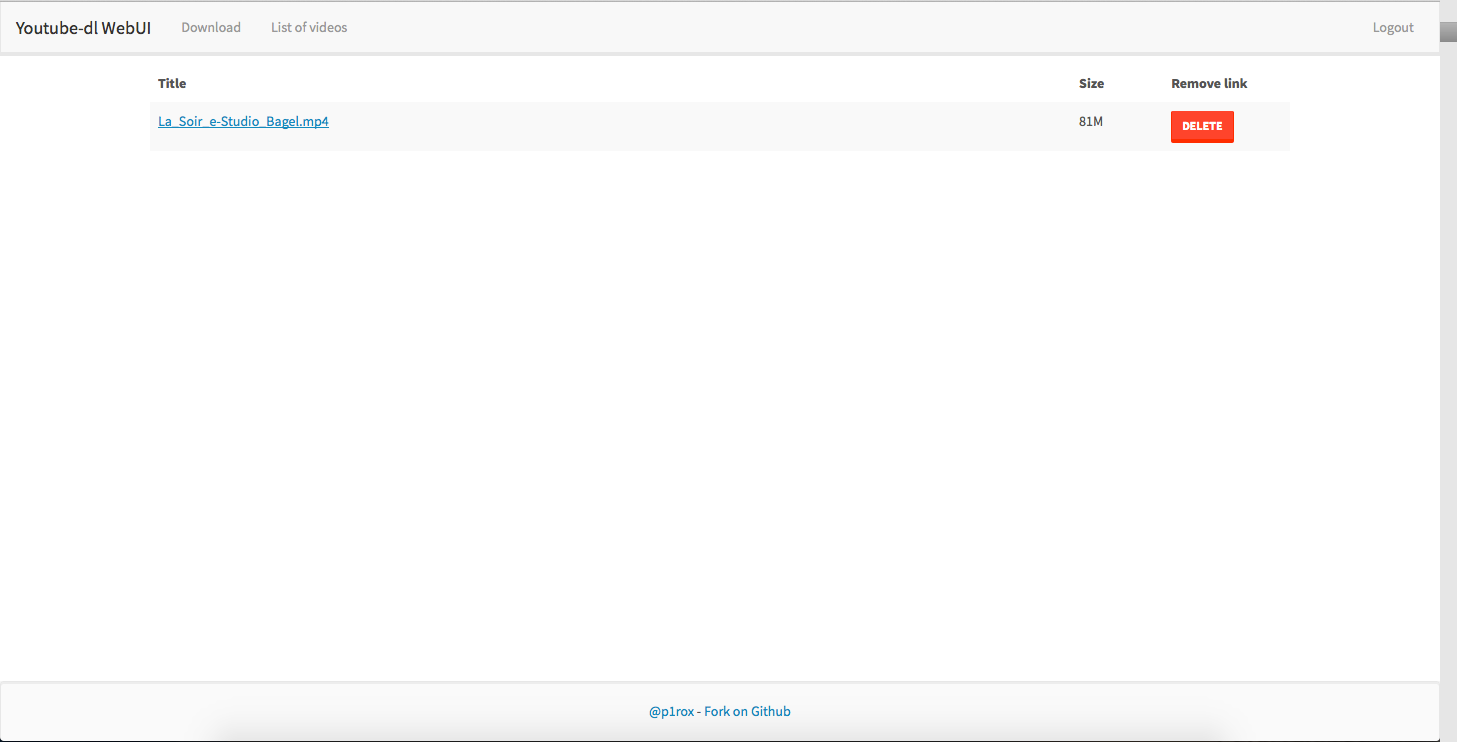 Youtube-dl WebUI Download List of videos Logout
Title Size Remove link
La_Soir_e-Studio_Bagel.mp4 81M DELETE
@p1rox - Fork on Github